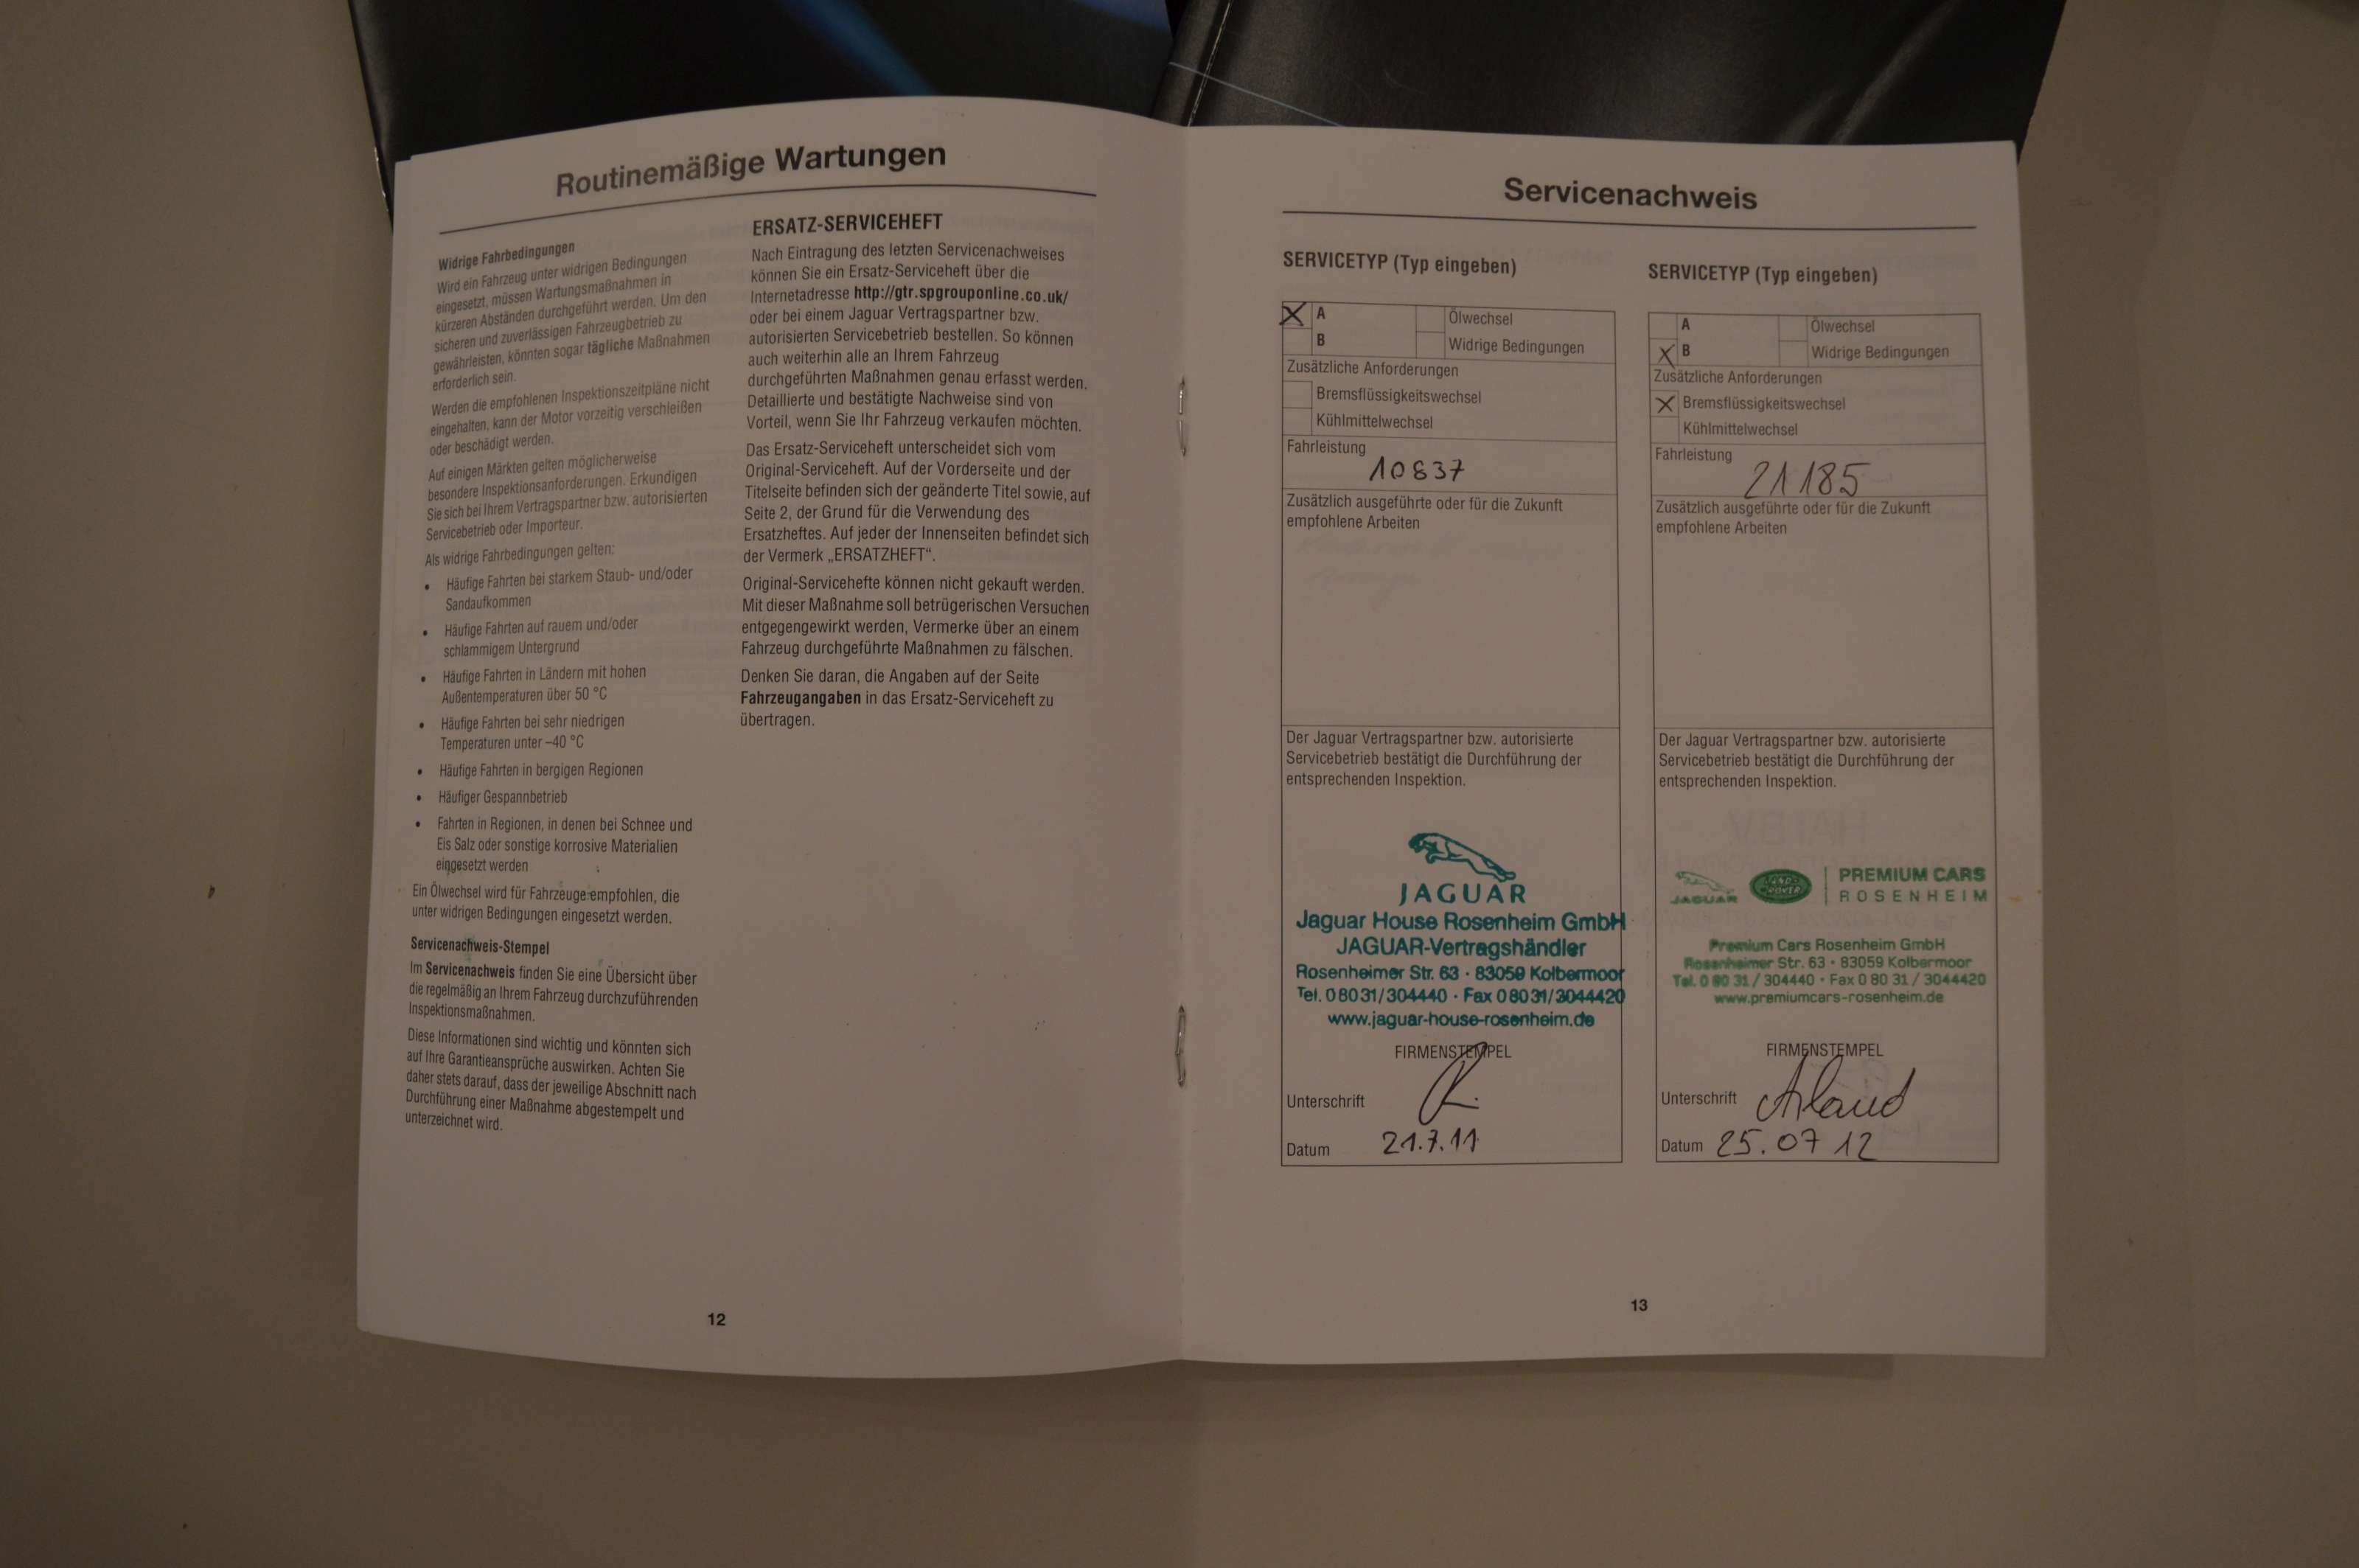 Routinemäßige Wartungen
Widrige Fahrbedingungen
Wird ein Fahrzeug unter widrigen Bedingungen
eingesetzt, müssen Wartungsmaßnahmen in
kürzeren Abständen durchgeführt werden. Um den
sicheren und zuverlässigen Fahrzeugbetrieb zu
gewährleisten, könnten sogar tägliche Maßnahmen
erforderlich sein.
Werden die empfohlenen Inspektionszeitpläne nicht
eingehalten, kann der Motor vorzeitig verschleißen
oder beschädigt werden.
Auf einigen Märkten gelten möglicherweise
besondere Inspektionsanforderungen. Erkundigen
Sie sich bei Ihrem Vertragspartner bzw. autorisierten
Servicebetrieb oder Importeur.
Als widrige Fahrbedingungen gelten:
• Häufige Fahrten bei starkem Staub- und/oder
Sandaufkommen
• Häufige Fahrten auf rauem und/oder
schlammigem Untergrund
• Häufige Fahrten in Ländern mit hohen
Außentemperaturen über 50 °C
• Häufige Fahrten bei sehr niedrigen
Temperaturen unter –40 °C
• Häufige Fahrten in bergigen Regionen
• Häufiger Gespannbetrieb
• Fahrten in Regionen, in denen bei Schnee und
Eis Salz oder sonstige korrosive Materialien
eingesetzt werden
Ein Ölwechsel wird für Fahrzeuge empfohlen, die
unter widrigen Bedingungen eingesetzt werden.
Servicenachweis-Stempel
Im Servicenachweis finden Sie eine Übersicht über
die regelmäßig an Ihrem Fahrzeug durchzuführenden
Inspektionsmaßnahmen.
Diese Informationen sind wichtig und könnten sich
auf Ihre Garantieansprüche auswirken. Achten Sie
daher stets darauf, dass der jeweilige Abschnitt nach
Durchführung einer Maßnahme abgestempelt und
unterzeichnet wird.
ERSATZ-SERVICEHEFT
Nach Eintragung des letzten Servicenachweises
können Sie ein Ersatz-Serviceheft über die
Internetadresse http://gtr.spgrouponline.co.uk/
oder bei einem Jaguar Vertragspartner bzw.
autorisierten Servicebetrieb bestellen. So können
auch weiterhin alle an Ihrem Fahrzeug
durchgeführten Maßnahmen genau erfasst werden.
Detaillierte und bestätigte Nachweise sind von
Vorteil, wenn Sie Ihr Fahrzeug verkaufen möchten.
Das Ersatz-Serviceheft unterscheidet sich vom
Original-Serviceheft. Auf der Vorderseite und der
Titelseite befinden sich der geänderte Titel sowie, auf
Seite 2, der Grund für die Verwendung des
Ersatzheftes. Auf jeder der Innenseiten befindet sich
der Vermerk „ERSATZHEFT“.
Original-Servicehefte können nicht gekauft werden.
Mit dieser Maßnahme soll betrügerischen Versuchen
entgegengewirkt werden, Vermerke über an einem
Fahrzeug durchgeführte Maßnahmen zu fälschen.
Denken Sie daran, die Angaben auf der Seite
Fahrzeugangaben in das Ersatz-Serviceheft zu
übertragen.
12
Servicenachweis
SERVICETYP (Typ eingeben)
X A Ölwechsel
B Widrige Bedingungen
Zusätzliche Anforderungen
Bremsflüssigkeitswechsel
Kühlmittelwechsel
Fahrleistung
10837
Zusätzlich ausgeführte oder für die Zukunft
empfohlene Arbeiten
Der Jaguar Vertragspartner bzw. autorisierte
Servicebetrieb bestätigt die Durchführung der
entsprechenden Inspektion.
JAGUAR
Jaguar House Rosenheim GmbH
JAGUAR-Vertragshändler
Rosenheimer Str. 63 · 83059 Kolbermoor
Tel. 0 80 31/304440 · Fax 0 80 31/3044420
www.jaguar-house-rosenheim.de
FIRMENSTEMPEL
Unterschrift
Datum 21.7.11
SERVICETYP (Typ eingeben)
A Ölwechsel
X B Widrige Bedingungen
Zusätzliche Anforderungen
X Bremsflüssigkeitswechsel
Kühlmittelwechsel
Fahrleistung
21185
Zusätzlich ausgeführte oder für die Zukunft
empfohlene Arbeiten
Der Jaguar Vertragspartner bzw. autorisierte
Servicebetrieb bestätigt die Durchführung der
entsprechenden Inspektion.
JAGUAR LAND ROVER PREMIUM CARS
ROSENHEIM
Premium Cars Rosenheim GmbH
Rosenheimer Str. 63 · 83059 Kolbermoor
Tel. 0 80 31 / 304440 · Fax 0 80 31 / 3044420
www.premiumcars-rosenheim.de
FIRMENSTEMPEL
Unterschrift
Datum 25.07 12
13